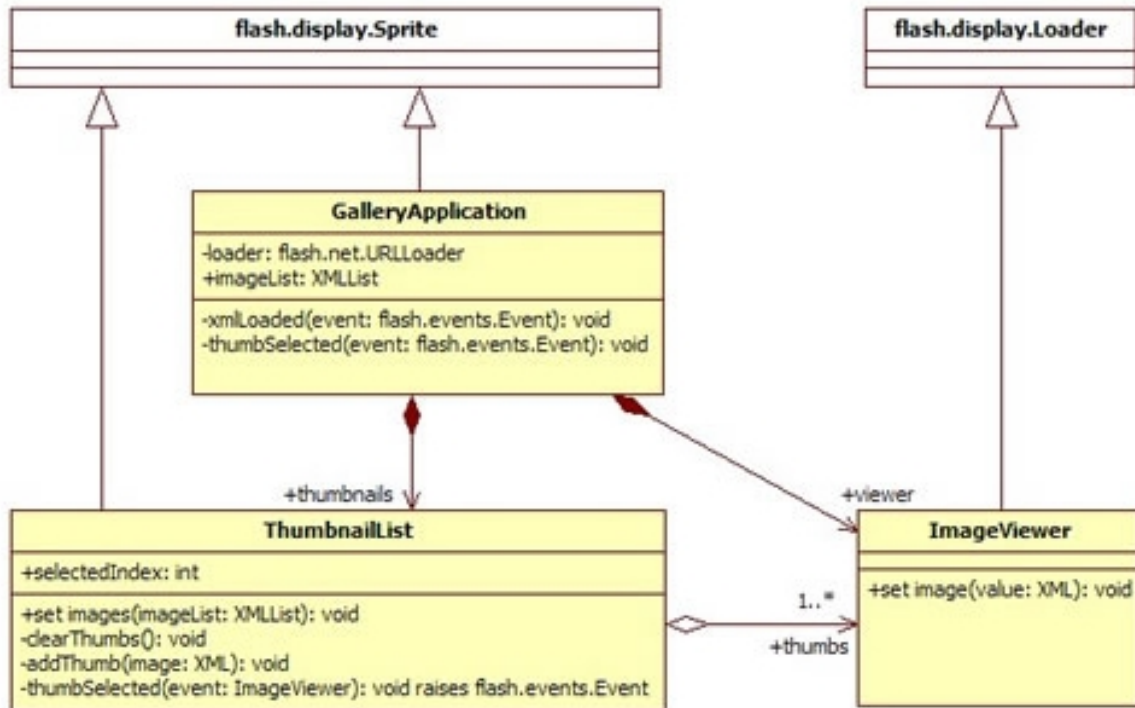 flash.display.Sprite
flash.display.Loader
GalleryApplication
-loader: flash.net.URLLoader
+imageList: XMLList
-xmlLoaded(event: flash.events.Event): void
-thumbSelected(event: flash.events.Event): void
+thumbnails
+viewer
ThumbnailList
+selectedIndex: int
+set images(imageList: XMLList): void
-clearThumbs(): void
-addThumb(image: XML): void
-thumbSelected(event: ImageViewer): void raises flash.events.Event
1..*
+thumbs
ImageViewer
+set image(value: XML): void